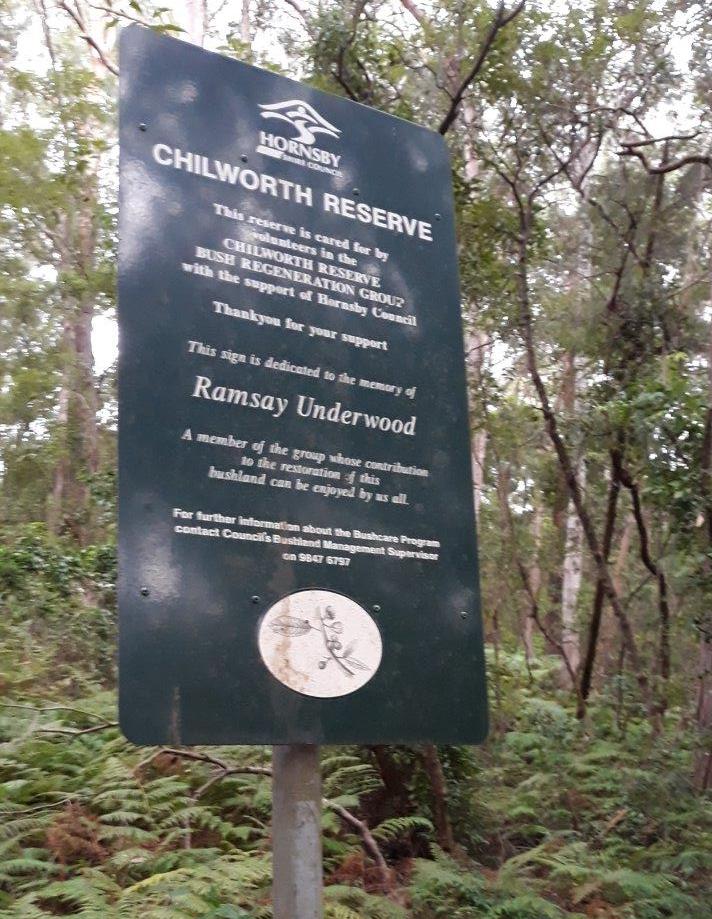 HORNSBY
SHIRE COUNCIL
CHILWORTH RESERVE
This reserve is cared for by
volunteers in the
CHILWORTH RESERVE
BUSH REGENERATION GROUP
with the support of Hornsby Council
Thankyou for your support
This sign is dedicated to the memory of
Ramsay Underwood
A member of the group whose contribution
to the restoration of this
bushland can be enjoyed by us all.
For further information about the Bushcare Program
contact Council's Bushland Management Supervisor
on 9847 6797